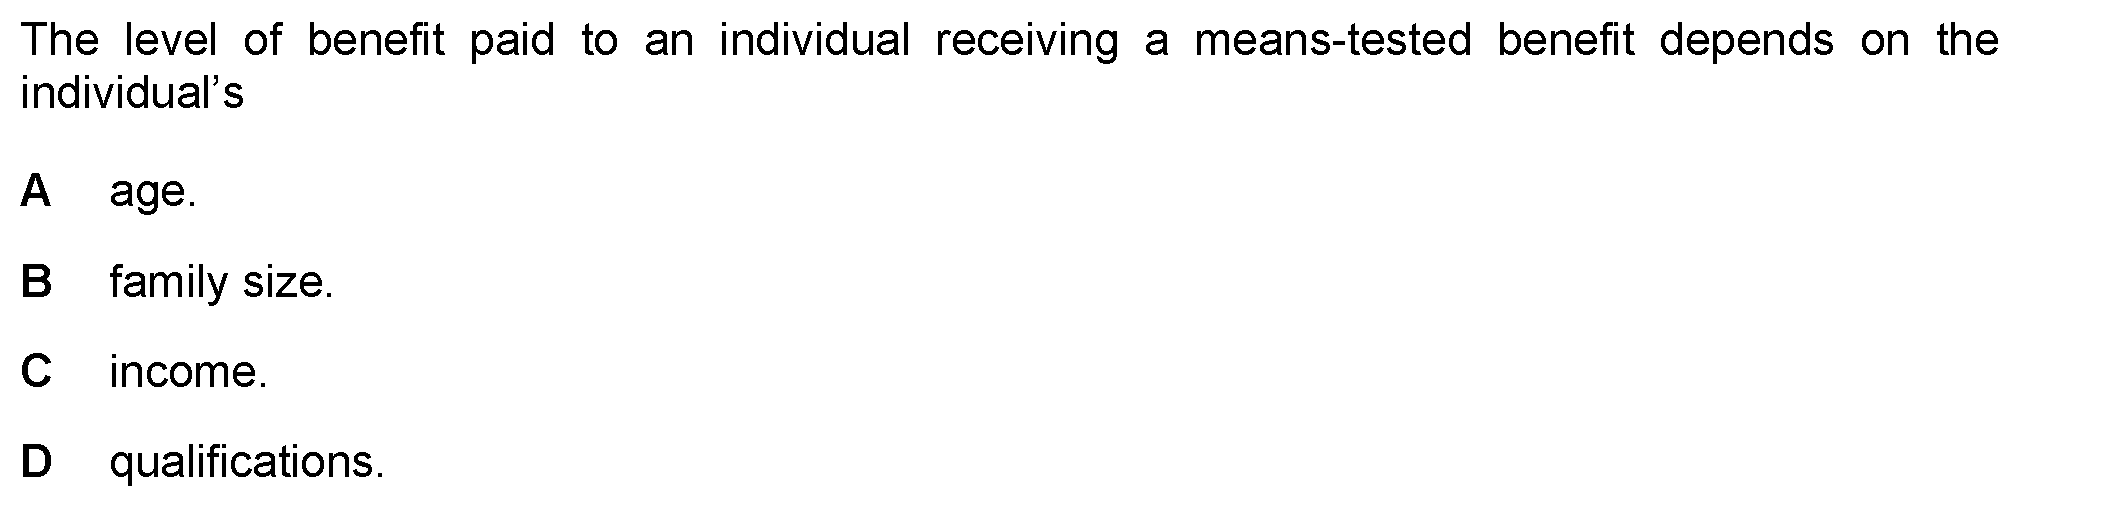 The level of benefit paid to an individual receiving a means-tested benefit depends on the
individual’s
A age.
B family size.
C income.
D qualifications.